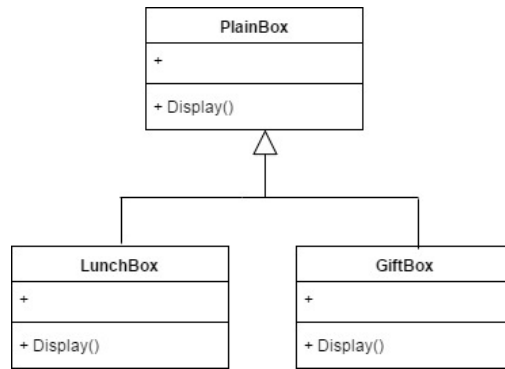 PlainBox
+
+ Display()
LunchBox
+
+ Display()
GiftBox
+
+ Display()